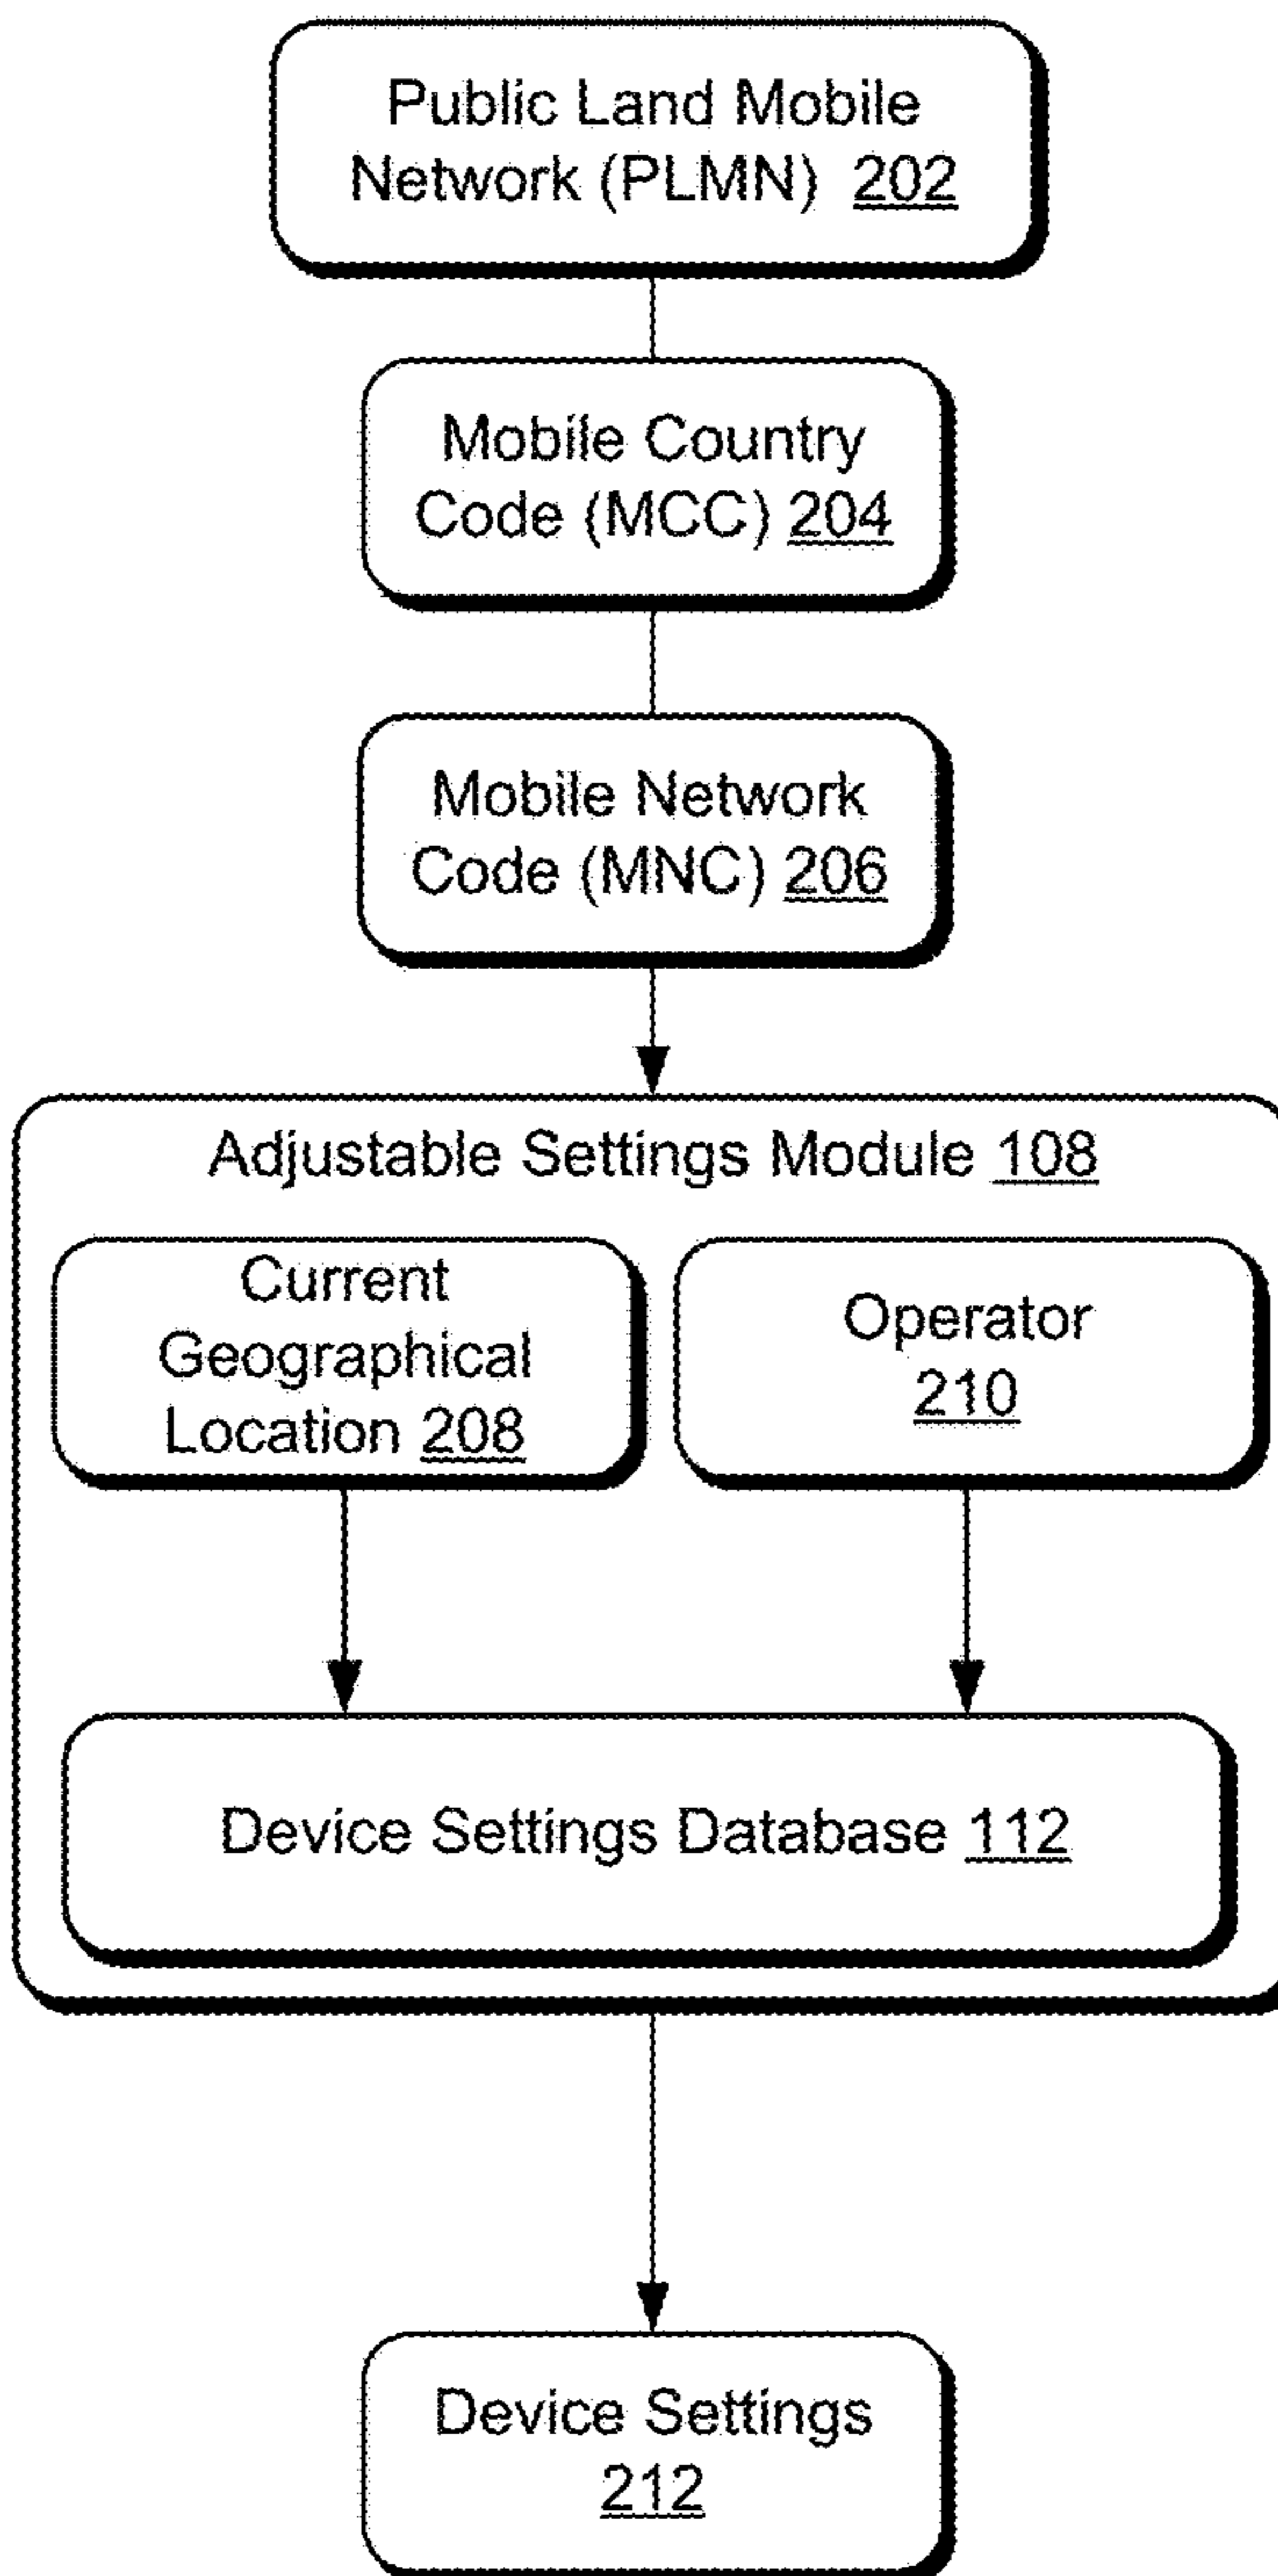 Public Land Mobile
Network (PLMN) 202
Mobile Country
Code (MCC) 204
Mobile Network
Code (MNC) 206
Adjustable Settings Module 108
Current
Geographical
Location 208
Operator
210
Device Settings Database 112
Device Settings
212